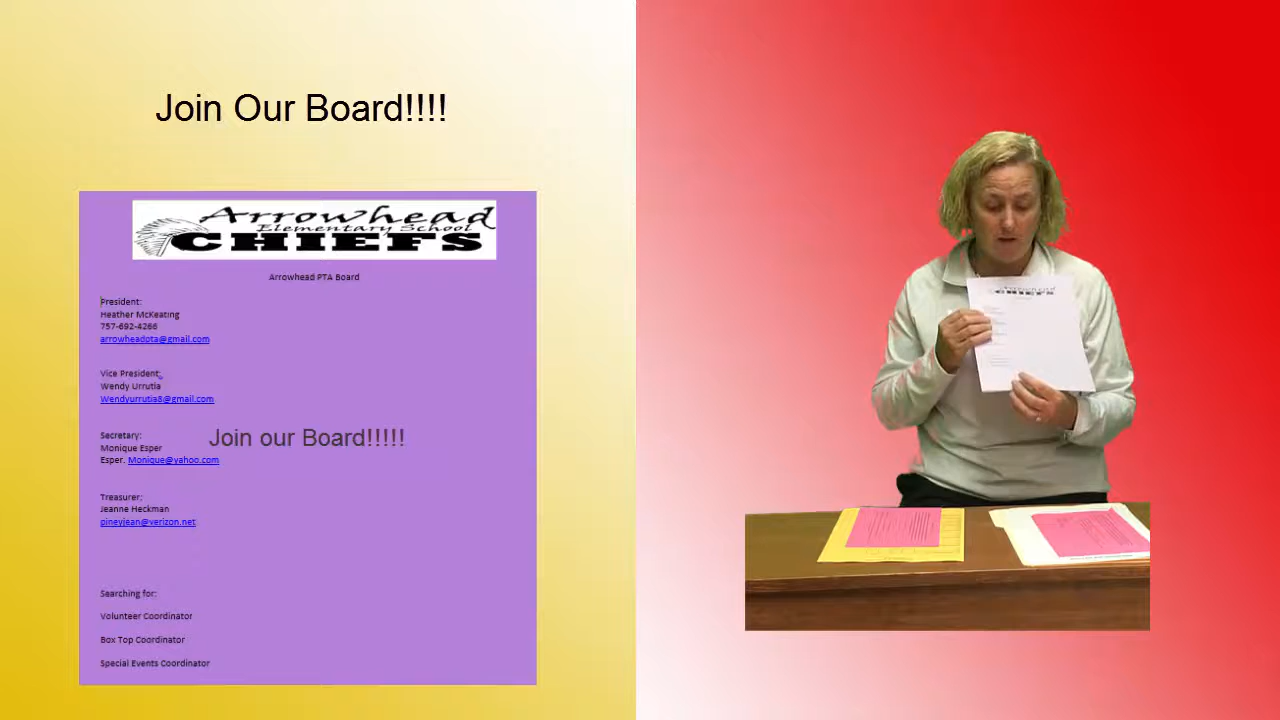 Join Our Board!!!!
Arrowhead
Elementary School
CHIEFS
Arrowhead PTA Board
President:
Heather McKeating
757-692-4266
arrowheadpta@gmail.com
Vice President:
Wendy Urrutia
Wendyurrutia8@gmail.com
Secretary:
Monique Esper
Esper. Monique@yahoo.com
Join our Board!!!!!
Treasurer:
Jeanne Heckman
pineyjean@verizon.net
Searching for:
Volunteer Coordinator
Box Top Coordinator
Special Events Coordinator
Arrowhead
CHIEFS